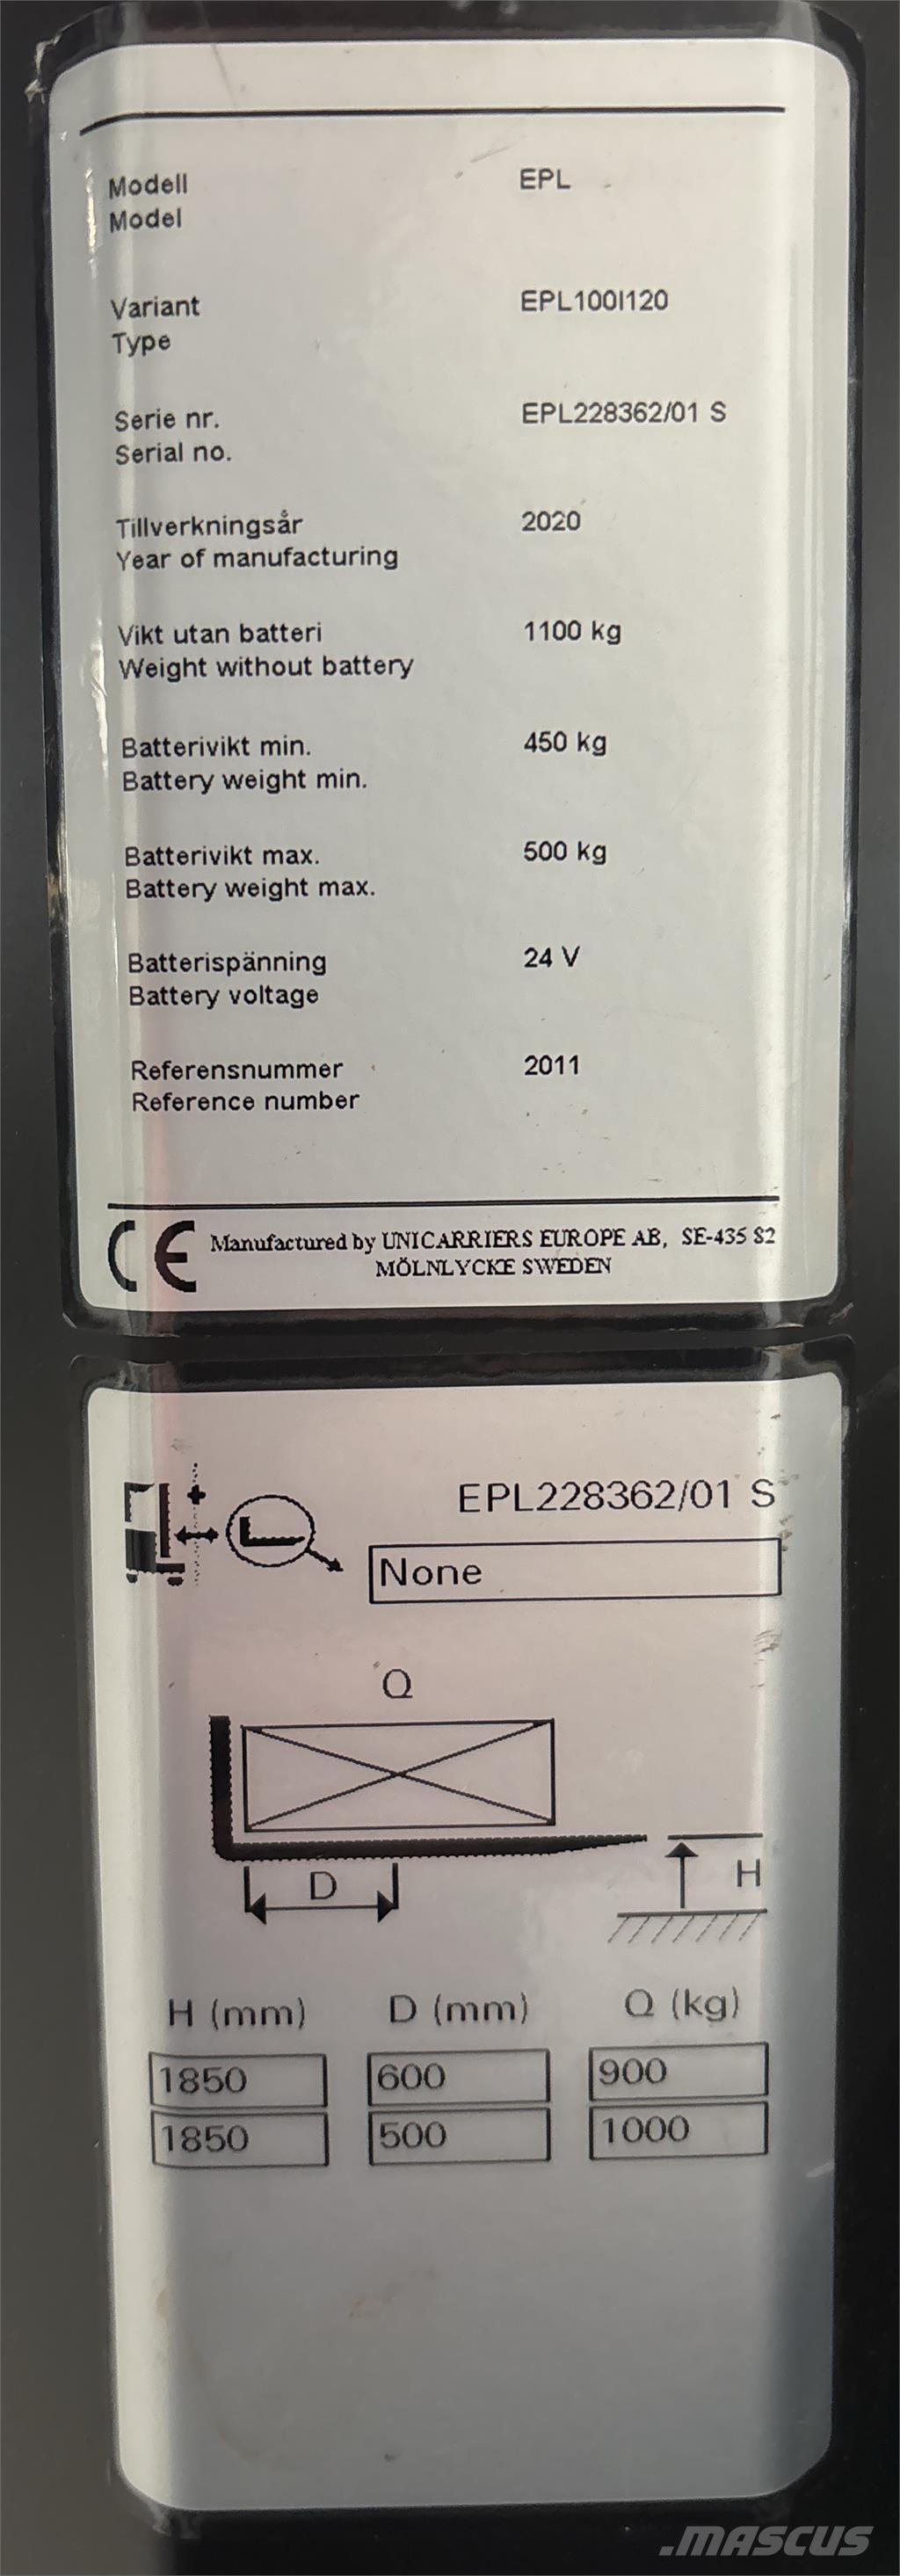 Modell EPL
Model
Variant EPL100I120
Type
Serie nr. EPL228362/01 S
Serial no.
Tillverkningsår 2020
Year of manufacturing
Vikt utan batteri 1100 kg
Weight without battery
Batterivikt min. 450 kg
Battery weight min.
Batterivikt max. 500 kg
Battery weight max.
Batterispänning 24 V
Battery voltage
Referensnummer 2011
Reference number
CE Manufactured by UNICARRIERS EUROPE AB, SE-435 82
MÖLNLYCKE SWEDEN
EPL228362/01 S
None
Q
D H
H (mm) D (mm) Q (kg)
1850 600 900
1850 500 1000
.MASCUS